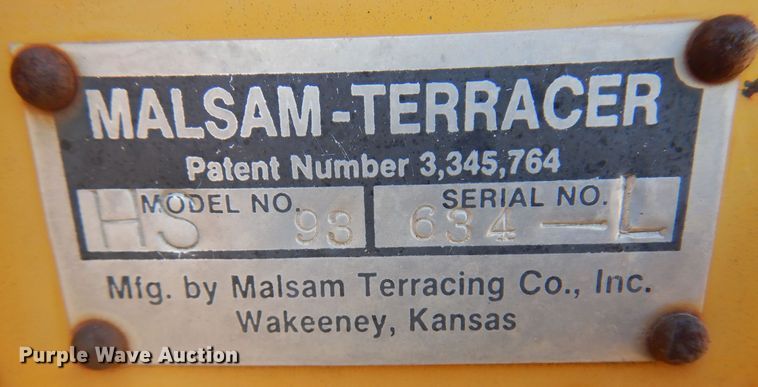 MALSAM-TERRACER
Patent Number 3,345,764
MODEL NO. SERIAL NO.
HS 93 634-L
Mfg. by Malsam Terracing Co., Inc.
Wakeeney, Kansas
Purple Wave Auction